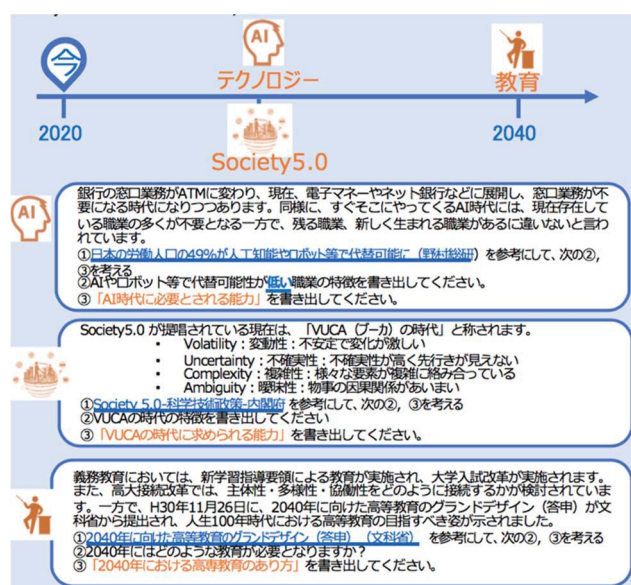 今
AI
テクノロジー
教育
2020
2040
Society5.0
AI
銀行の窓口業務がATMに変わり、現在、電子マネーやネット銀行などに展開し、窓口業務が不
要になる時代になりつつあります。同様に、すぐそこにやってくるAI時代には、現在存在して
いる職業の多くが不要となる一方で、残る職業、新しく生まれる職業があるに違いないと言わ
れています。
①日本の労働人口の49%が人工知能やロボット等で代替可能に（野村総研）を参考にして、次の②,
③を考える
②AIやロボット等で代替可能性が低い職業の特徴を書き出してください。
③「AI時代に必要とされる能力」を書き出してください。
Society5.0 が提唱されている現在は、「VUCA（ブーカ）の時代」と称されます。
• Volatility：変動性：不安定で変化が激しい
• Uncertainty：不確実性：不確実性が高く先行きが見えない
• Complexity：複雑性：様々な要素が複雑に絡み合っている
• Ambiguity：曖昧性：物事の因果関係があいまい
①Society 5.0-科学技術政策-内閣府 を参考にして、次の②, ③を考える
②VUCAの時代の特徴を書き出してください
③「VUCAの時代に求められる能力」を書き出してください。
義務教育においては、新学習指導要領による教育が実施され、大学入試改革が実施されます。
また、高大接続改革では、主体性・多様性・協働性をどのように接続するかが検討されていま
す。一方で、H30年11月26日に、2040年に向けた高等教育のグランドデザイン（答申）が文
科省から提出され、人生100年時代における高等教育の目指すべき姿が示されました。
①2040年に向けた高等教育のグランドデザイン（答申）（文科省） を参考にして、次の②, ③を考える
②2040年にはどのような教育が必要となりますか？
③「2040年における高専教育のあり方」を書き出してください。